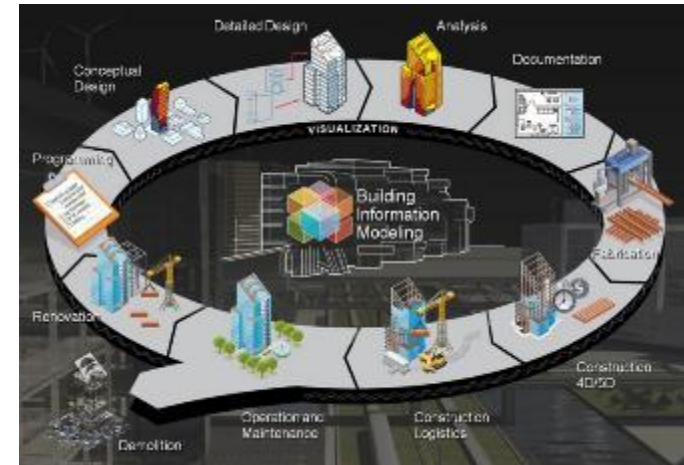 Detailed Design
Analysis
Conceptual
Design
Documentation
VISUALIZATION
Programming
Building
Information
Modeling
Fabrication
Renovation
Construction
4D/5D
Operation and
Maintenance
Construction
Logistics
Demolition